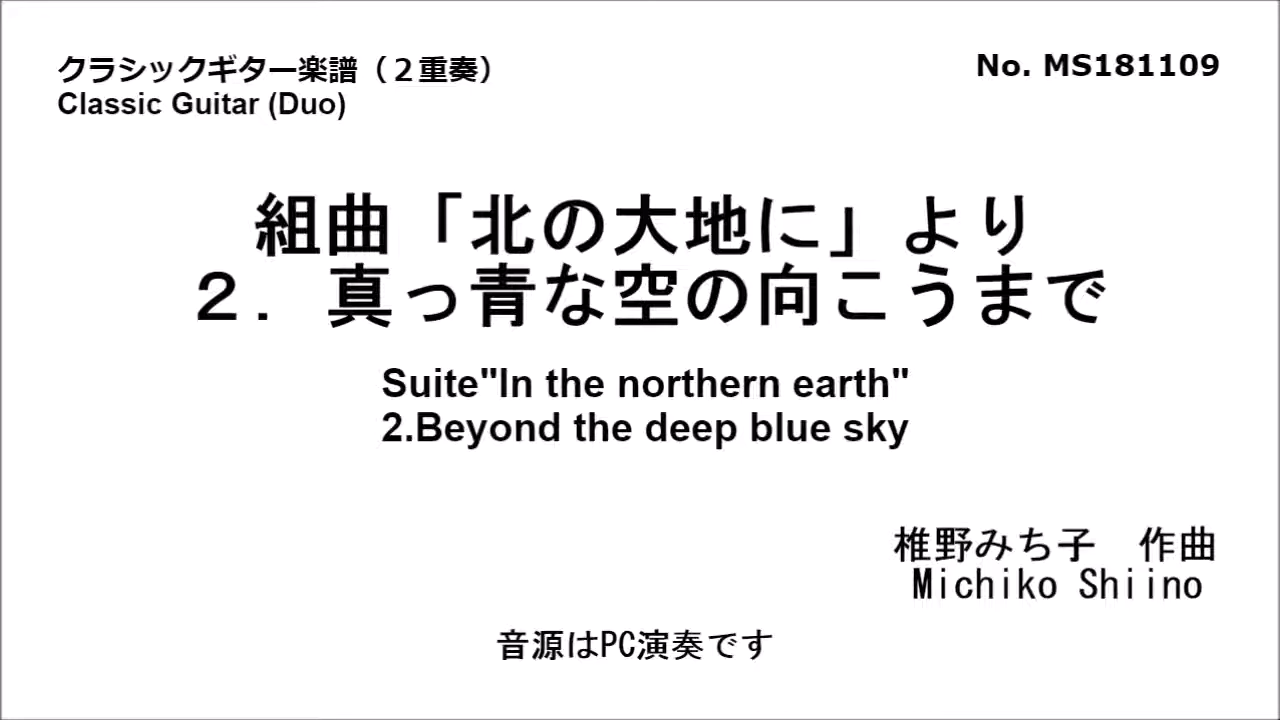 クラシックギター楽譜（２重奏）
Classic Guitar (Duo)
No. MS181109
組曲「北の大地に」より
２．真っ青な空の向こうまで
Suite"In the northern earth"
2.Beyond the deep blue sky
椎野みち子　作曲
Michiko Shiino
音源はPC演奏です